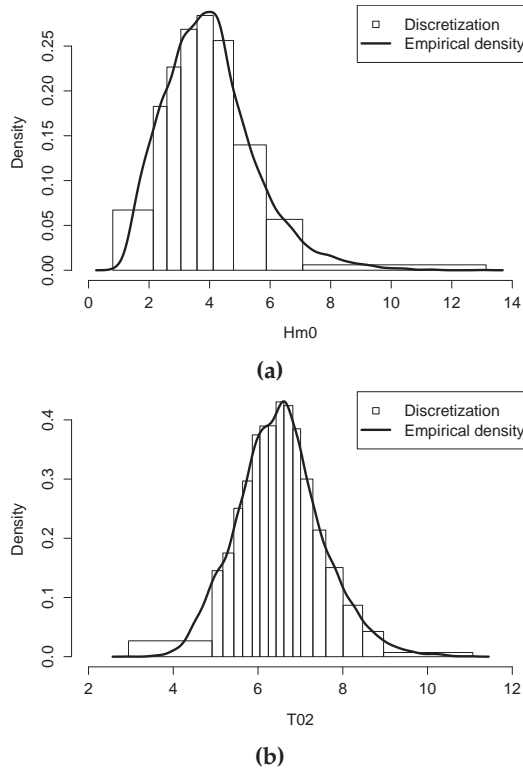 Discretization
Empirical density
0.25
0.20
0.15
0.10
0.05
0.00
Density
0 2 4 6 8 10 12 14
Hm0
(a)
Discretization
Empirical density
0.4
0.3
0.2
0.1
0.0
Density
2 4 6 8 10 12
T02
(b)